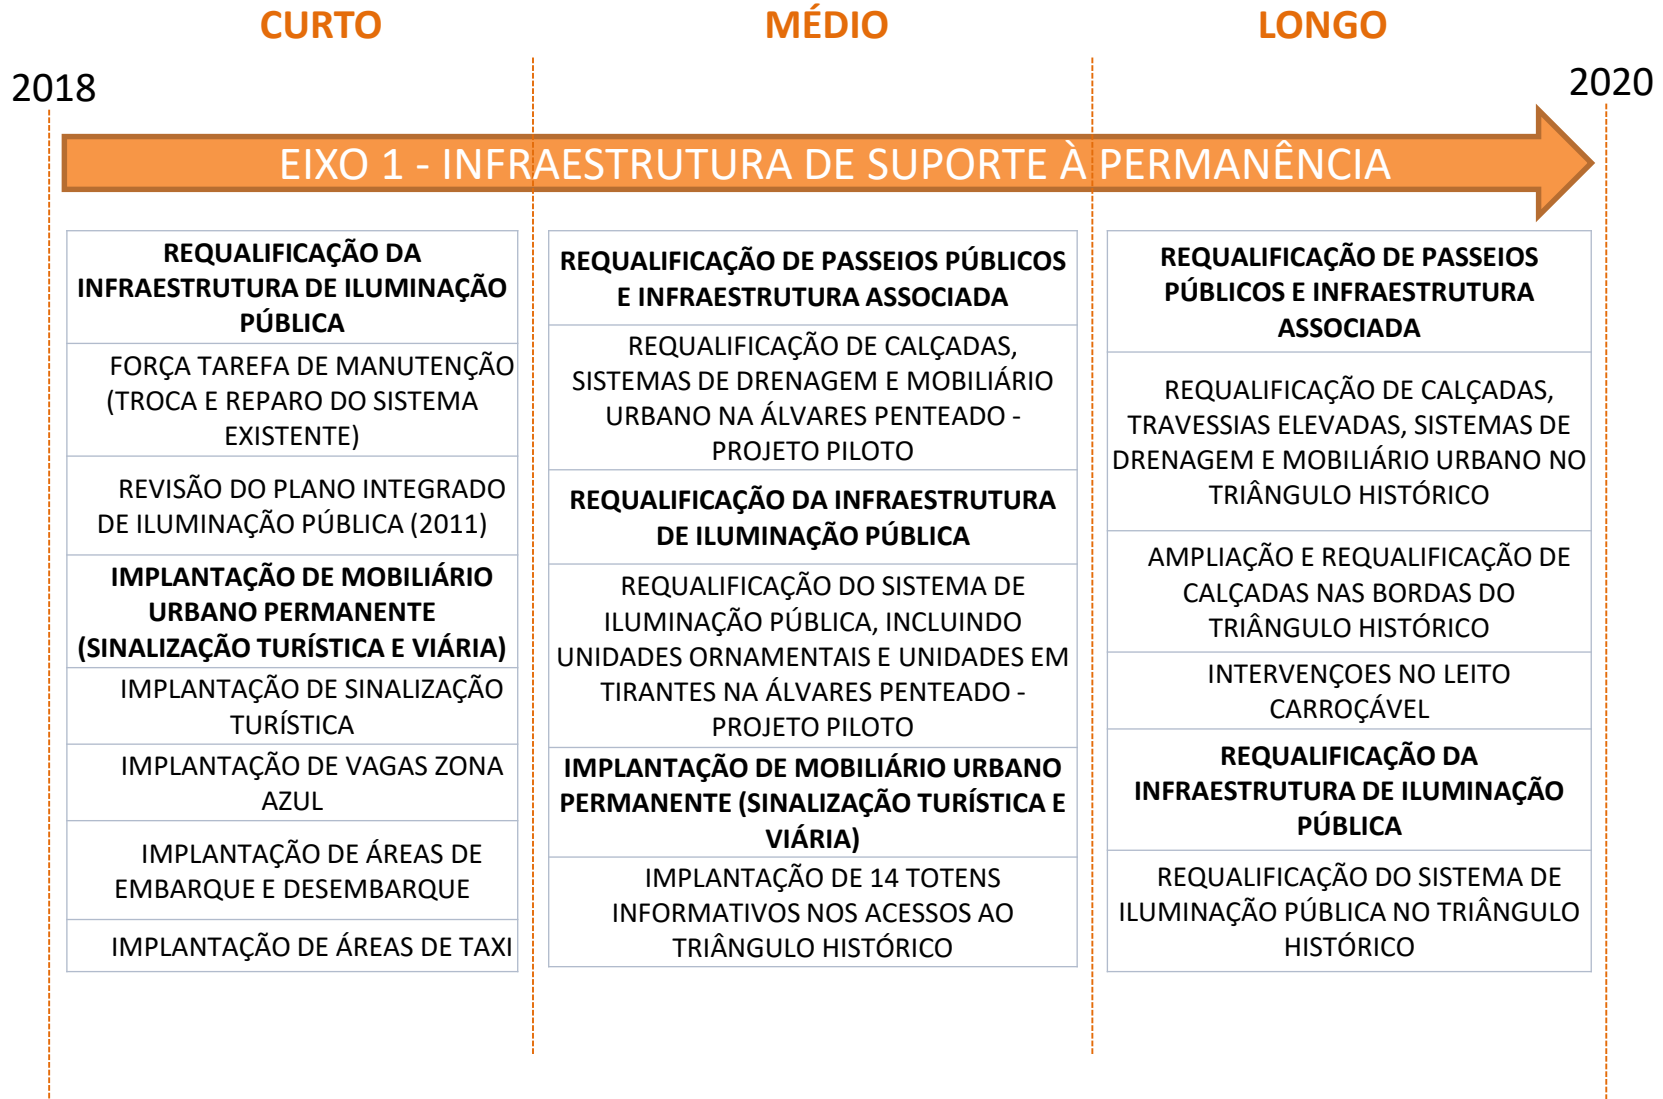 CURTO
MÉDIO
LONGO
2018
2020
EIXO 1 - INFRAESTRUTURA DE SUPORTE À PERMANÊNCIA
REQUALIFICAÇÃO DA
INFRAESTRUTURA DE ILUMINAÇÃO
PÚBLICA
FORÇA TAREFA DE MANUTENÇÃO
(TROCA E REPARO DO SISTEMA
EXISTENTE)
REVISÃO DO PLANO INTEGRADO
DE ILUMINAÇÃO PÚBLICA (2011)
IMPLANTAÇÃO DE MOBILIÁRIO
URBANO PERMANENTE
(SINALIZAÇÃO TURÍSTICA E VIÁRIA)
IMPLANTAÇÃO DE SINALIZAÇÃO
TURÍSTICA
IMPLANTAÇÃO DE VAGAS ZONA
AZUL
IMPLANTAÇÃO DE ÁREAS DE
EMBARQUE E DESEMBARQUE
IMPLANTAÇÃO DE ÁREAS DE TAXI
REQUALIFICAÇÃO DE PASSEIOS PÚBLICOS
E INFRAESTRUTURA ASSOCIADA
REQUALIFICAÇÃO DE CALÇADAS,
SISTEMAS DE DRENAGEM E MOBILIÁRIO
URBANO NA ÁLVARES PENTEADO -
PROJETO PILOTO
REQUALIFICAÇÃO DA INFRAESTRUTURA
DE ILUMINAÇÃO PÚBLICA
REQUALIFICAÇÃO DO SISTEMA DE
ILUMINAÇÃO PÚBLICA, INCLUINDO
UNIDADES ORNAMENTAIS E UNIDADES EM
TIRANTES NA ÁLVARES PENTEADO -
PROJETO PILOTO
IMPLANTAÇÃO DE MOBILIÁRIO URBANO
PERMANENTE (SINALIZAÇÃO TURÍSTICA E
VIÁRIA)
IMPLANTAÇÃO DE 14 TOTENS
INFORMATIVOS NOS ACESSOS AO
TRIÂNGULO HISTÓRICO
REQUALIFICAÇÃO DE PASSEIOS
PÚBLICOS E INFRAESTRUTURA
ASSOCIADA
REQUALIFICAÇÃO DE CALÇADAS,
TRAVESSIAS ELEVADAS, SISTEMAS DE
DRENAGEM E MOBILIÁRIO URBANO NO
TRIÂNGULO HISTÓRICO
AMPLIAÇÃO E REQUALIFICAÇÃO DE
CALÇADAS NAS BORDAS DO
TRIÂNGULO HISTÓRICO
INTERVENÇOES NO LEITO
CARROÇÁVEL
REQUALIFICAÇÃO DA
INFRAESTRUTURA DE ILUMINAÇÃO
PÚBLICA
REQUALIFICAÇÃO DO SISTEMA DE
ILUMINAÇÃO PÚBLICA NO TRIÂNGULO
HISTÓRICO